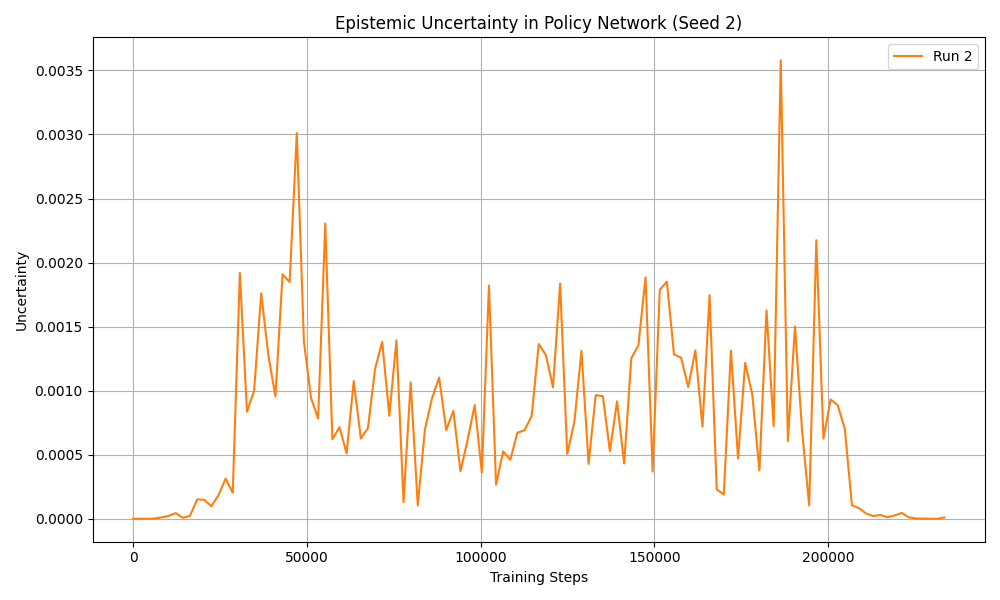 Epistemic Uncertainty in Policy Network (Seed 2)
Run 2
Uncertainty
0.0035
0.0030
0.0025
0.0020
0.0015
0.0010
0.0005
0.0000
0 50000 100000 150000 200000
Training Steps